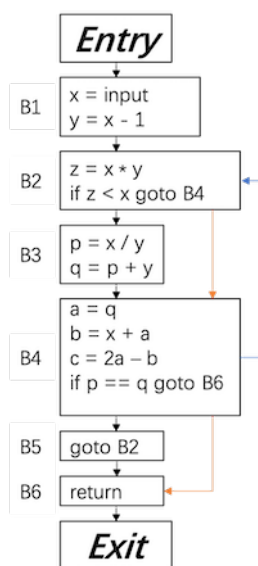 Entry
B1
x = input
y = x - 1
B2
z = x * y
if z < x goto B4
B3
p = x / y
q = p + y
B4
a = q
b = x + a
c = 2a – b
if p == q goto B6
B5
goto B2
B6
return
Exit